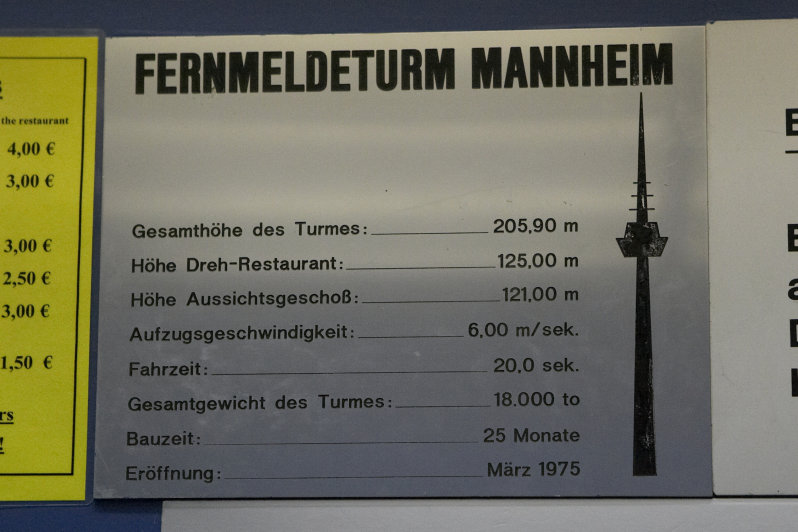 the restaurant
4,00 €
3,00 €
3,00 €
2,50 €
3,00 €
1,50 €
FERNMELDETURM MANNHEIM
Gesamthöhe des Turmes: 205,90 m
Höhe Dreh-Restaurant: 125,00 m
Höhe Aussichtsgeschoß: 121,00 m
Aufzugsgeschwindigkeit: 6,00 m/sek.
Fahrzeit: 20,0 sek.
Gesamtgewicht des Turmes: 18.000 to
Bauzeit: 25 Monate
Eröffnung: März 1975